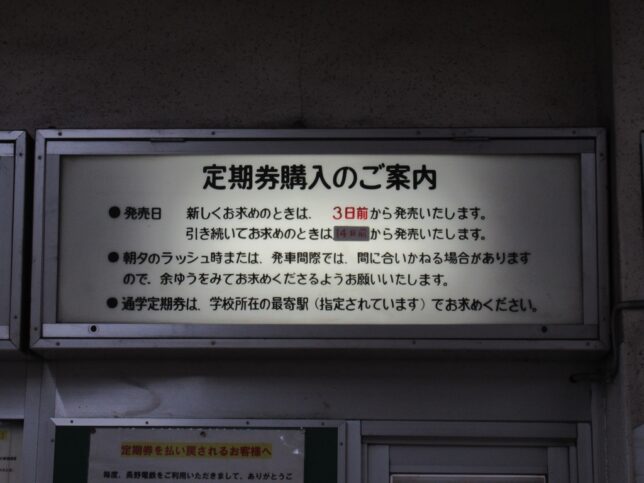 定期券購入のご案内
●発売日 新しくお求めのときは、 3日前から発売いたします。
引き続いてお求めのときは14日前から発売いたします。
●朝夕のラッシュ時または、発車間際では、間に合いかねる場合があります
ので、余ゆうをみてお求めくださるようお願いいたします。
●通学定期券は、学校所在の最寄駅(指定されています)でお求めください。
定期券を払い戻されるお客様へ
毎度、長野電鉄をご利用いただきまして、ありがとうご